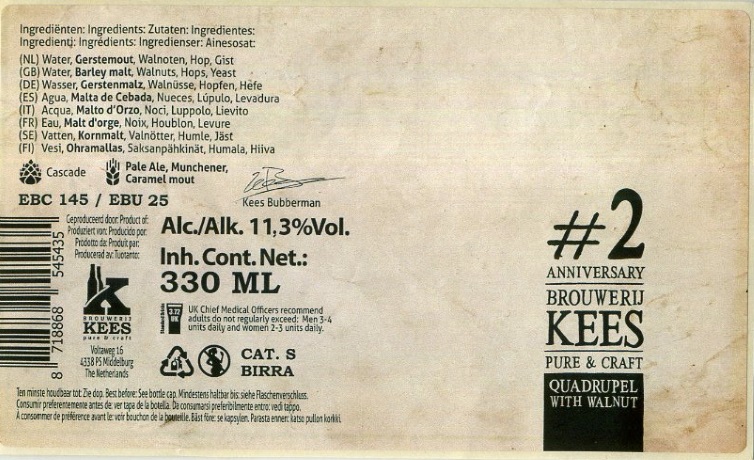 Ingrediënten: Ingredients: Zutaten: Ingredientes:
Ingredienti: Ingrédients: Ingredienser: Ainesosat:
(NL) Water, Gerstemout, Walnoten, Hop, Gist
(GB) Water, Barley malt, Walnuts, Hops, Yeast
(DE) Wasser, Gerstenmalz, Walnüsse, Hopfen, Hefe
(ES) Agua, Malta de Cebada, Nueces, Lúpulo, Levadura
(IT) Acqua, Malto d'Orzo, Noci, Luppolo, Lievito
(FR) Eau, Malt d'orge, Noix, Houblon, Levure
(SE) Vatten, Kornmalt, Valnötter, Humle, Jäst
(FI) Vesi, Ohramallas, Saksanpähkinät, Humala, Hiiva
Cascade
Pale Ale, Munchener,
Caramel mout
EBC 145 / EBU 25
Kees Bubberman
8 718868 545435
Geproduceerd door: Product of:
Produziert von: Producido por:
Prodotto da: Produit par:
Producerad av: Tuotanto:
K
BROUWERIJ
KEES
pure & craft
Voltaweg 16
4338 PS Middelburg
The Netherlands
Alc./Alk. 11,3%Vol.
Inh. Cont. Net.:
330 ML
3.72
UK
UK Chief Medical Officers recommend
adults do not regularly exceed: Men 3-4
units daily and women 2-3 units daily.
CAT. S
BIRRA
Ten minste houdbaar tot: Zie dop. Best before: See bottle cap. Mindestens haltbar bis: siehe Flaschenverschluss.
Consumir preferentemente antes de: ver tapa de la botella. Da consumarsi preferibilmente entro: vedi tappo.
A consommer de préférence avant le: voir bouchon de la bouteille. Bäst före: se kapsylen. Parasta ennen: katso pullon korkki.
#2
ANNIVERSARY
BROUWERIJ
KEES
PURE & CRAFT
QUADRUPEL
WITH WALNUT